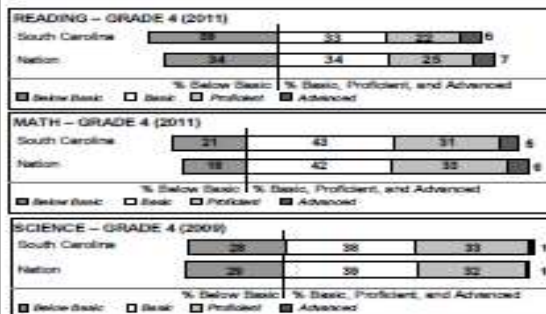 READING – GRADE 4 (2011)
South Carolina 39 33 22 6
Nation 34 34 25 7
% Below Basic % Basic, Proficient, and Advanced
Below Basic Basic Proficient Advanced
MATH – GRADE 4 (2011)
South Carolina 21 43 31 5
Nation 18 42 6
% Below Basic % Basic, Proficient, and Advanced
Below Basic Basic Proficient Advanced
SCIENCE – GRADE 4 (2009)
South Carolina 28 38 33 1
Nation 29 32 1
% Below Basic % Basic, Proficient, and Advanced
Below Basic Basic Proficient Advanced